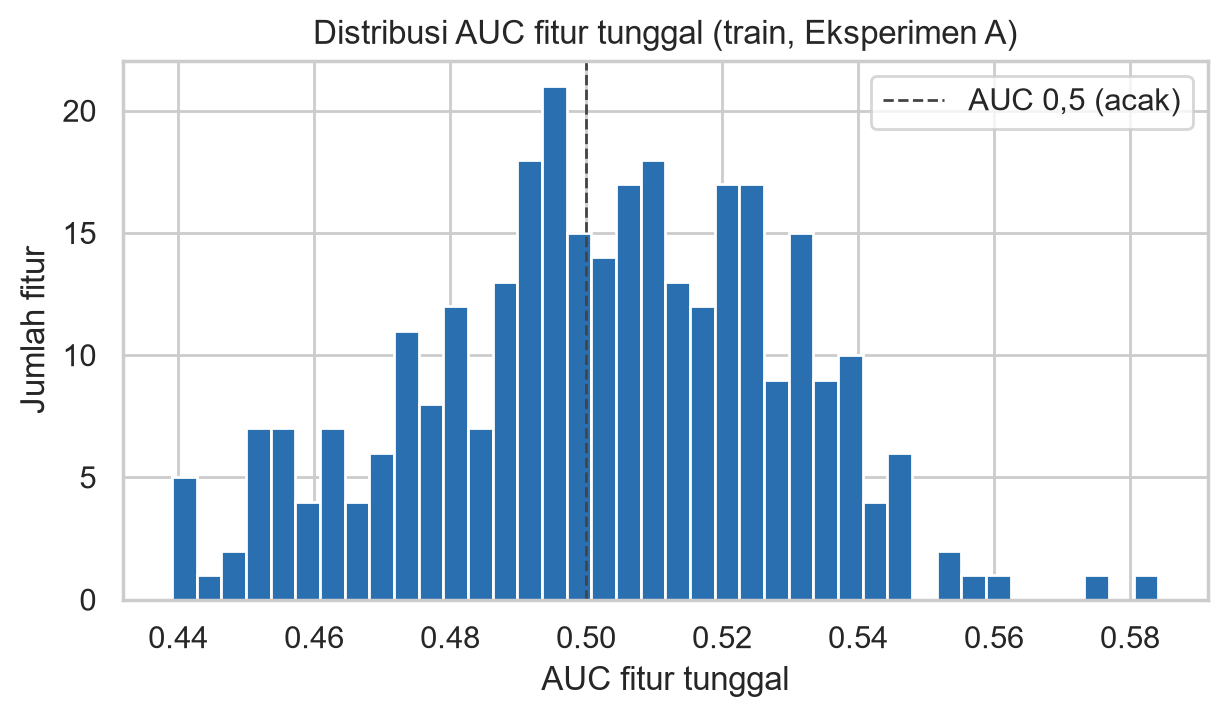 Distribusi AUC fitur tunggal (train, Eksperimen A)
AUC 0,5 (acak)
Jumlah fitur
20
15
10
5
0
0.44 0.46 0.48 0.50 0.52 0.54 0.56 0.58
AUC fitur tunggal